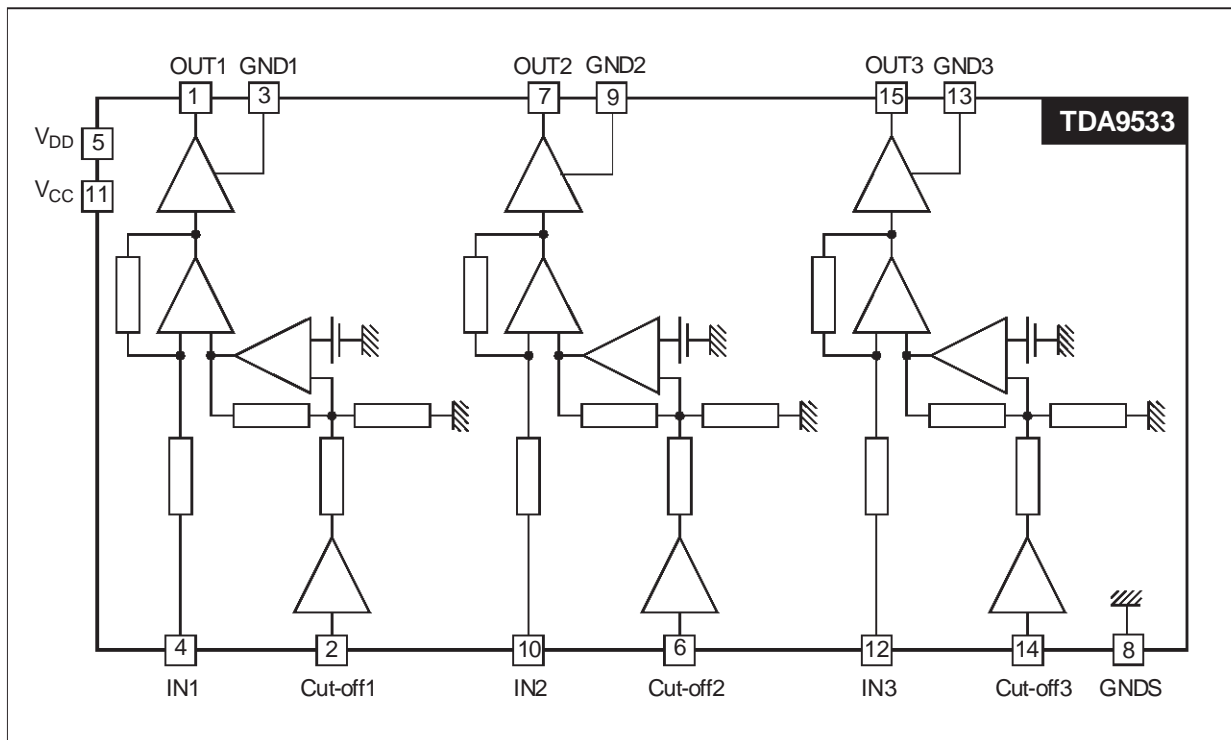 OUT1 GND1 OUT2 GND2 OUT3 GND3
1 3 7 9 15 13
TDA9533
VDD 5
VCC 11
4 2 10 6 12 14 8
IN1 Cut-off1 IN2 Cut-off2 IN3 Cut-off3 GNDS